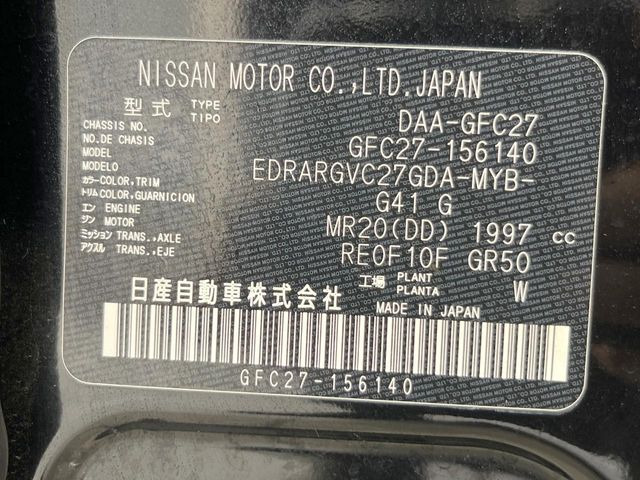 NISSAN MOTOR CO.,LTD.JAPAN
型式 TYPE TIPO DAA-GFC27
CHASSIS NO. NO.DE CHASSIS GFC27-156140
MODEL MODELO EDRARGVC27GDA-MYB-
カラー COLOR,TRIM トリム COLOR,GUARNICION G41 G
エン ENGINE ジン MOTOR MR20(DD) 1997 cc
ミッション TRANS.,AXLE アクスル TRANS.,EJE RE0F10F GR50
工場 PLANT PLANTA W
日産自動車株式会社 MADE IN JAPAN
GFC27-156140